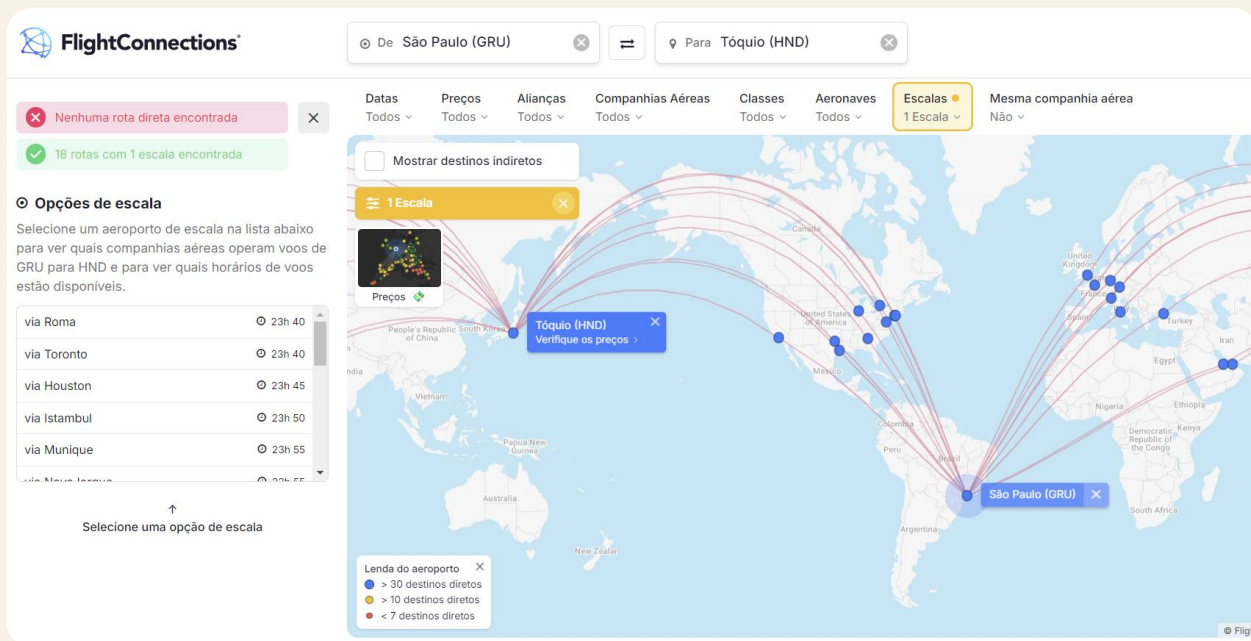 FlightConnections
De São Paulo (GRU)
Para Tóquio (HND)
Nenhuma rota direta encontrada
18 rotas com 1 escala encontrada
Opções de escala
Selecione um aeroporto de escala na lista abaixo
para ver quais companhias aéreas operam voos de
GRU para HND e para ver quais horários de voos
estão disponíveis.
via Roma 23h 40
via Toronto 23h 40
via Houston 23h 45
via Istambul 23h 50
via Munique 23h 55
Selecione uma opção de escala
Datas
Todos
Preços
Todos
Alianças
Todos
Companhias Aéreas
Todos
Classes
Todos
Aeronaves
Todos
Escalas
1 Escala
Mesma companhia aérea
Não
Mostrar destinos indiretos
1 Escala
Preços
Canada
United
Kingdom
France
Spain
Turkey
Iran
Egypt
United States
of America
Mexico
People's Republic
of China
South Korea
Tóquio (HND)
Verifique os preços
Vietnam
Papua New
Guinea
Australia
New Zealan
Colombia
Peru
Brazil
Argentina
São Paulo (GRU)
Nigeria
Ethiopia
Democratic
Republic of
the Congo
Kenya
South Africa
Lenda do aeroporto
> 30 destinos diretos
> 10 destinos diretos
< 7 destinos diretos
© Flig